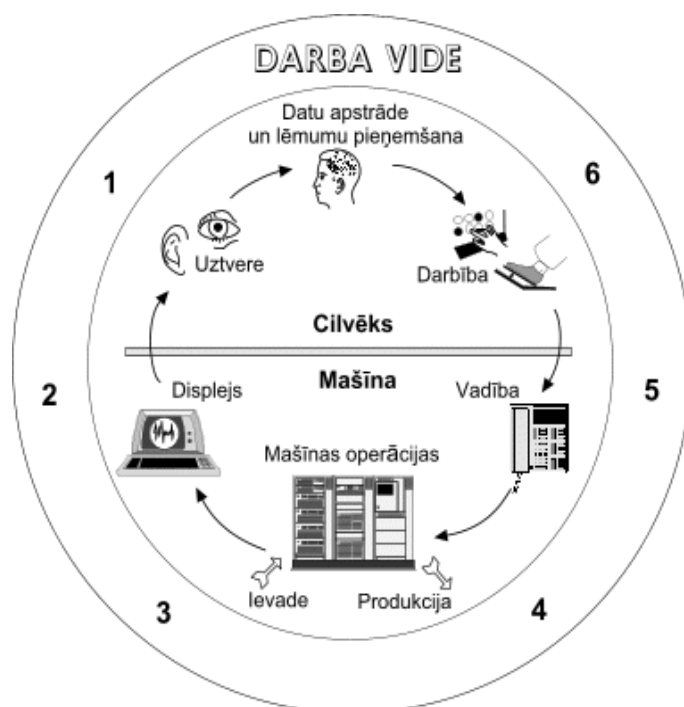 DARBA VIDE
Datu apstrāde
un lēmumu pieņemšana
1
6
Uztvere
Darbība
Cilvēks
Mašīna
2
Displejs
Vadība
5
Mašīnas operācijas
3
Ievade
Produkcija
4